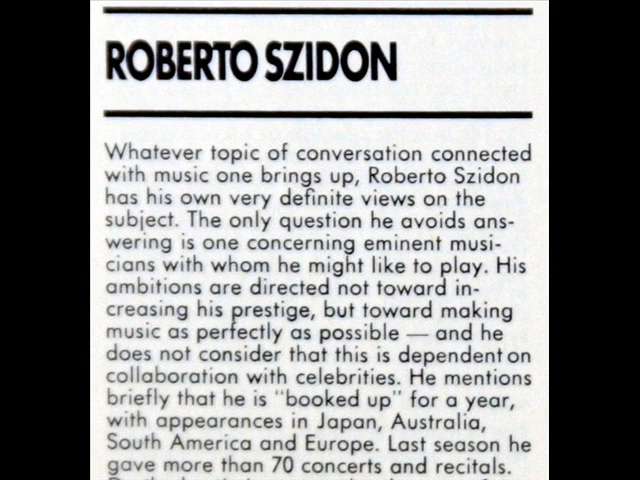 ROBERTO SZIDON
Whatever topic of conversation connected
with music one brings up, Roberto Szidon
has his own very definite views on the
subject. The only question he avoids ans-
wering is one concerning eminent musi-
cians with whom he might like to play. His
ambitions are directed not toward in-
creasing his prestige, but toward making
music as perfectly as possible — and he
does not consider that this is dependent on
collaboration with celebrities. He mentions
briefly that he is "booked up" for a year,
with appearances in Japan, Australia,
South America and Europe. Last season he
gave more than 70 concerts and recitals.